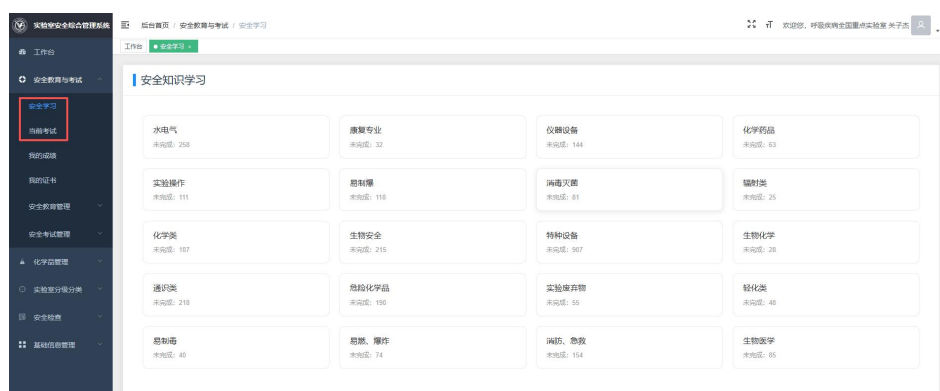 实验室安全综合管理系统
后台首页 / 安全教育与考试 / 安全学习
欢迎您、呼吸疾病全国重点实验室 关子杰
工作台
安全学习 ×
工作台
安全教育与考试
安全学习
当前考试
我的成绩
我的证书
安全教育管理
安全考试管理
化学品管理
实验室分级分类
安全检查
基础信息管理
安全知识学习
水电气
未完成：258
康复专业
未完成：32
仪器设备
未完成：144
化学药品
未完成：63
实验操作
未完成：111
易制爆
未完成：118
消毒灭菌
未完成：81
辐射类
未完成：25
化学类
未完成：187
生物安全
未完成：215
特种设备
未完成：907
生物化学
未完成：28
通识类
未完成：218
危险化学品
未完成：190
实验废弃物
未完成：55
轻化类
未完成：48
易制毒
未完成：40
易燃、爆炸
未完成：74
消防、急救
未完成：154
生物医学
未完成：85